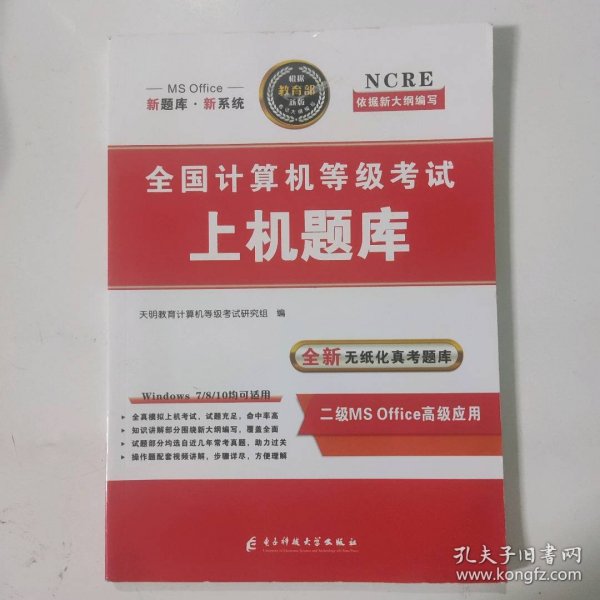 MS Office
新题库·新系统
根据
教育部
新版
考试大纲编写
NCRE
依据新大纲编写
全国计算机等级考试
上机题库
天明教育计算机等级考试研究组 编
全新 无纸化真考题库
Windows 7/8/10均可适用
二级MS Office高级应用
全真模拟上机考试，试题充足，命中率高
知识讲解部分围绕新大纲编写，覆盖全面
试题部分均选自近几年常考真题，助力过关
操作题配套视频讲解，步骤详尽，方便理解
电子科技大学出版社
孔夫子旧书网
www.kongfz.com